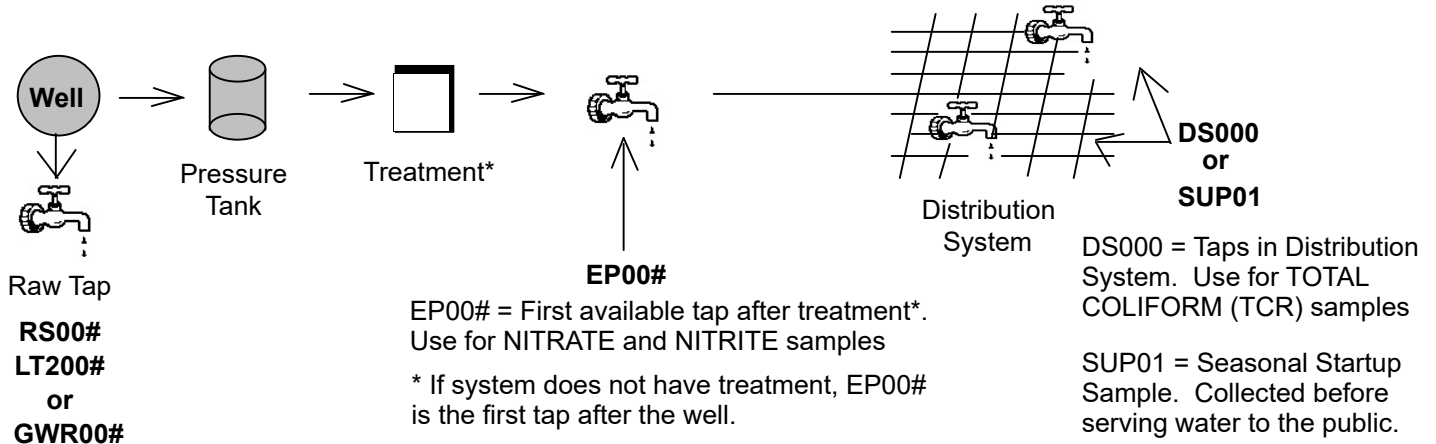 Well
Pressure
Tank
Treatment*
Raw Tap
RS00#
LT200#
or
GWR00#
EP00#
EP00# = First available tap after treatment*.
Use for NITRATE and NITRITE samples
* If system does not have treatment, EP00#
is the first tap after the well.
Distribution
System
DS000
or
SUP01
DS000 = Taps in Distribution
System.  Use for TOTAL
COLIFORM (TCR) samples
SUP01 = Seasonal Startup
Sample.  Collected before
serving water to the public.